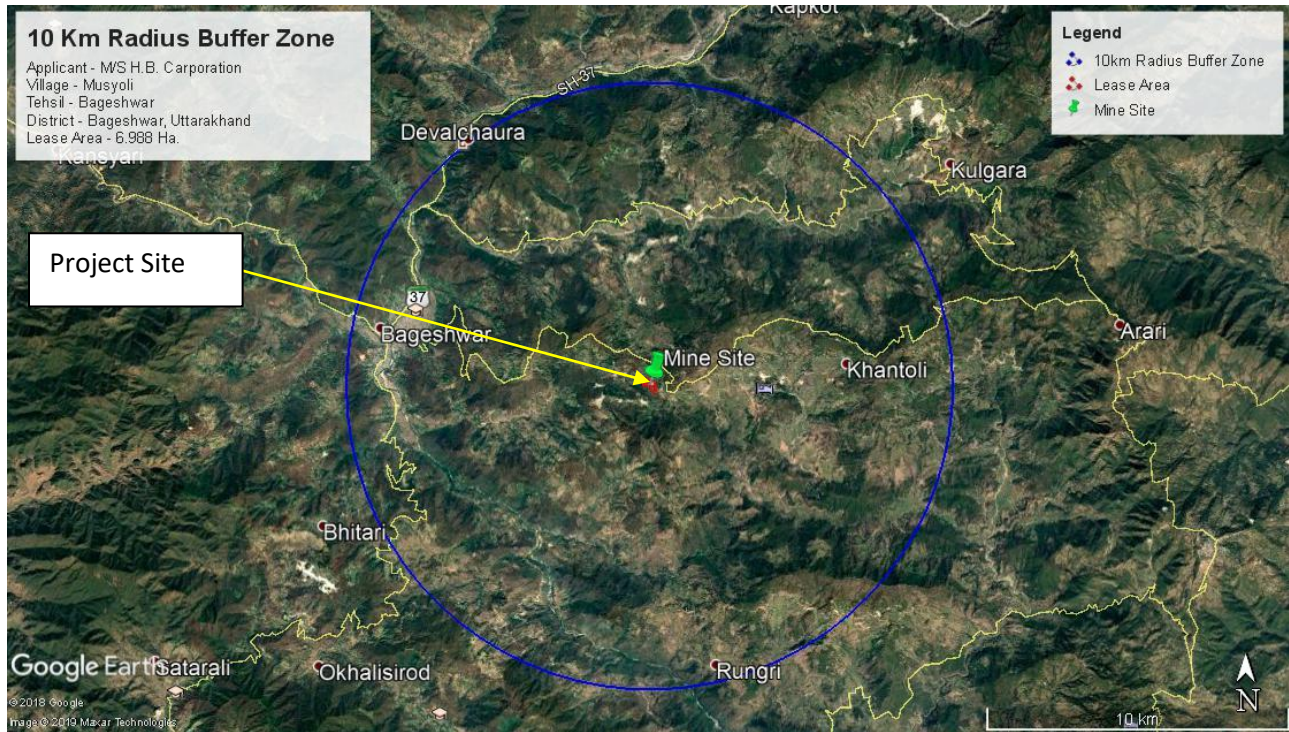 10 Km Radius Buffer Zone
Applicant - M/S H.B. Carporation
Village - Musyoli
Tehsil - Bageshwar
District - Bageshwar, Uttarakhand
Lease Area - 6.988 Ha.
Legend
10km Radius Buffer Zone
Lease Area
Mine Site
Kapkot
SH-37
Devalchaura
Kansyari
Kulgara
Project Site
37
Bageshwar
Arari
Mine Site
Khantoli
Bhitari
Google Earth
Satarali
Okhalisirod
Rungri
N
© 2018 Google
Image © 2019 Maxar Technologies
10 km